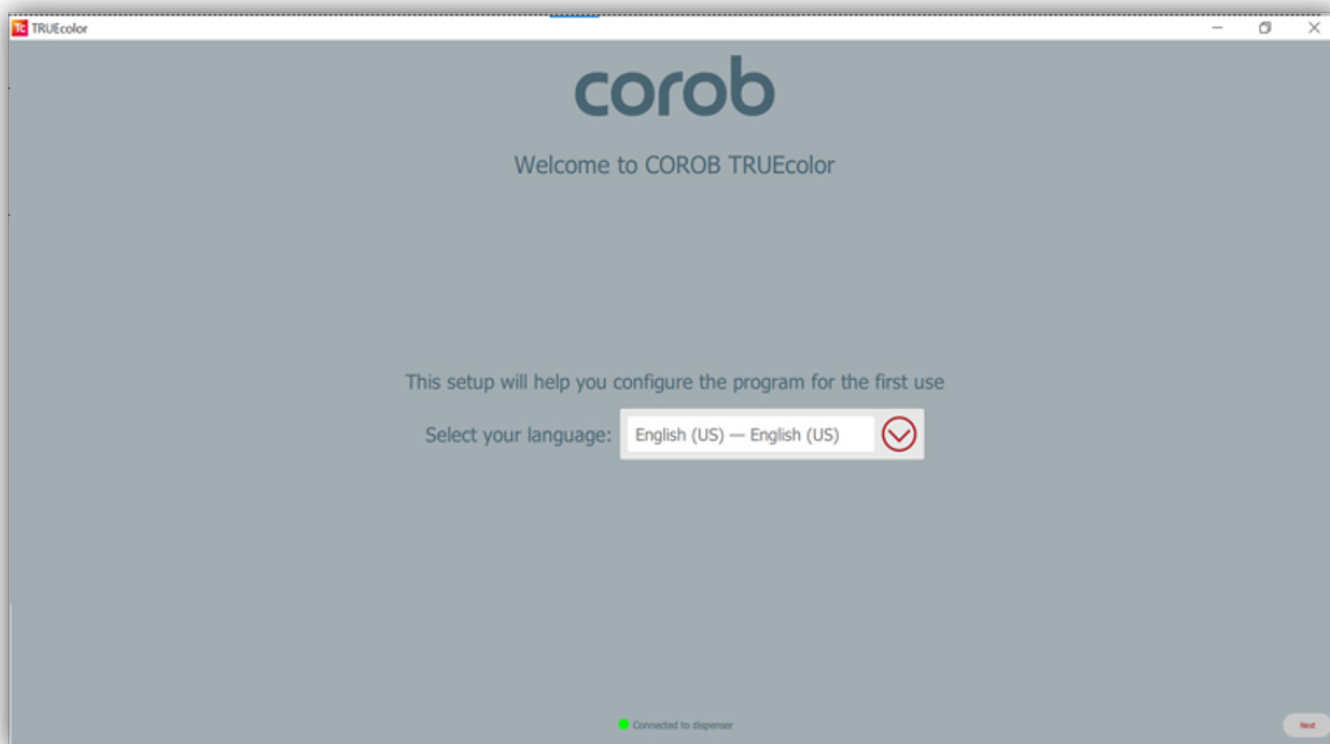 Tc TRUEcolor
corob
Welcome to COROB TRUEcolor
This setup will help you configure the program for the first use
Select your language: English (US) — English (US)
Connected to dispenser
Next